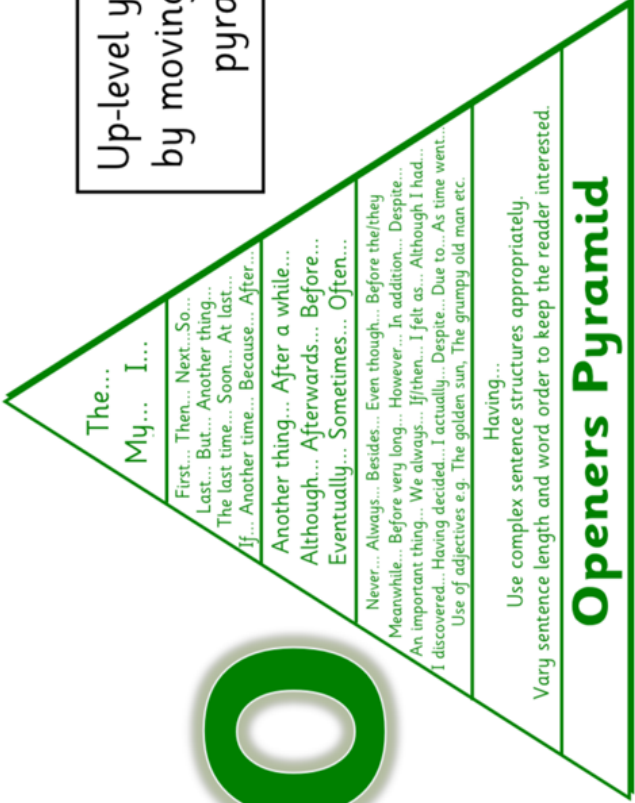 Up-level y
by moving
pyra
O
The...
My... I...
First... Then... Next...So...
Last... But... Another thing...
The last time... Soon... At last...
If... Another time... Because... After...
Another thing... After a while...
Although... Afterwards... Before...
Eventually... Sometimes... Often...
Never... Always... Besides... Even though... Before the/they
Meanwhile... Before very long... However... In addition... Despite...
An important thing... We always... If/then... I felt as... Although I had...
I discovered... Having decided... I actually... Despite... Due to... As time went...
Use of adjectives e.g. The golden sun, The grumpy old man etc.
Having...
Use complex sentence structures appropriately.
Vary sentence length and word order to keep the reader interested.
Openers Pyramid